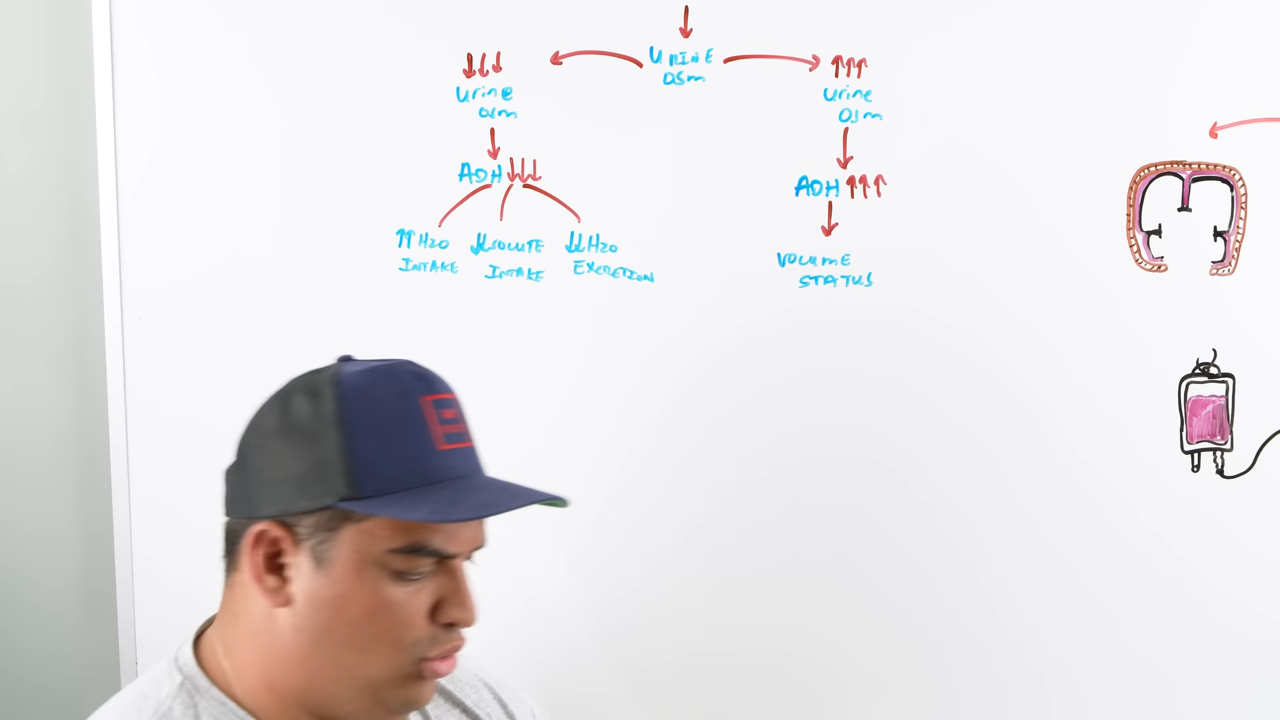 URINE
OSM
↓↓↓
Urine
Osm
↑↑↑
Urine
Osm
ADH ↓↓↓
ADH ↑↑↑
↑↑ H2O
INTAKE
↓↓ SOLUTE
INTAKE
↓↓ H2O
EXCRETION
VOLUME
STATUS